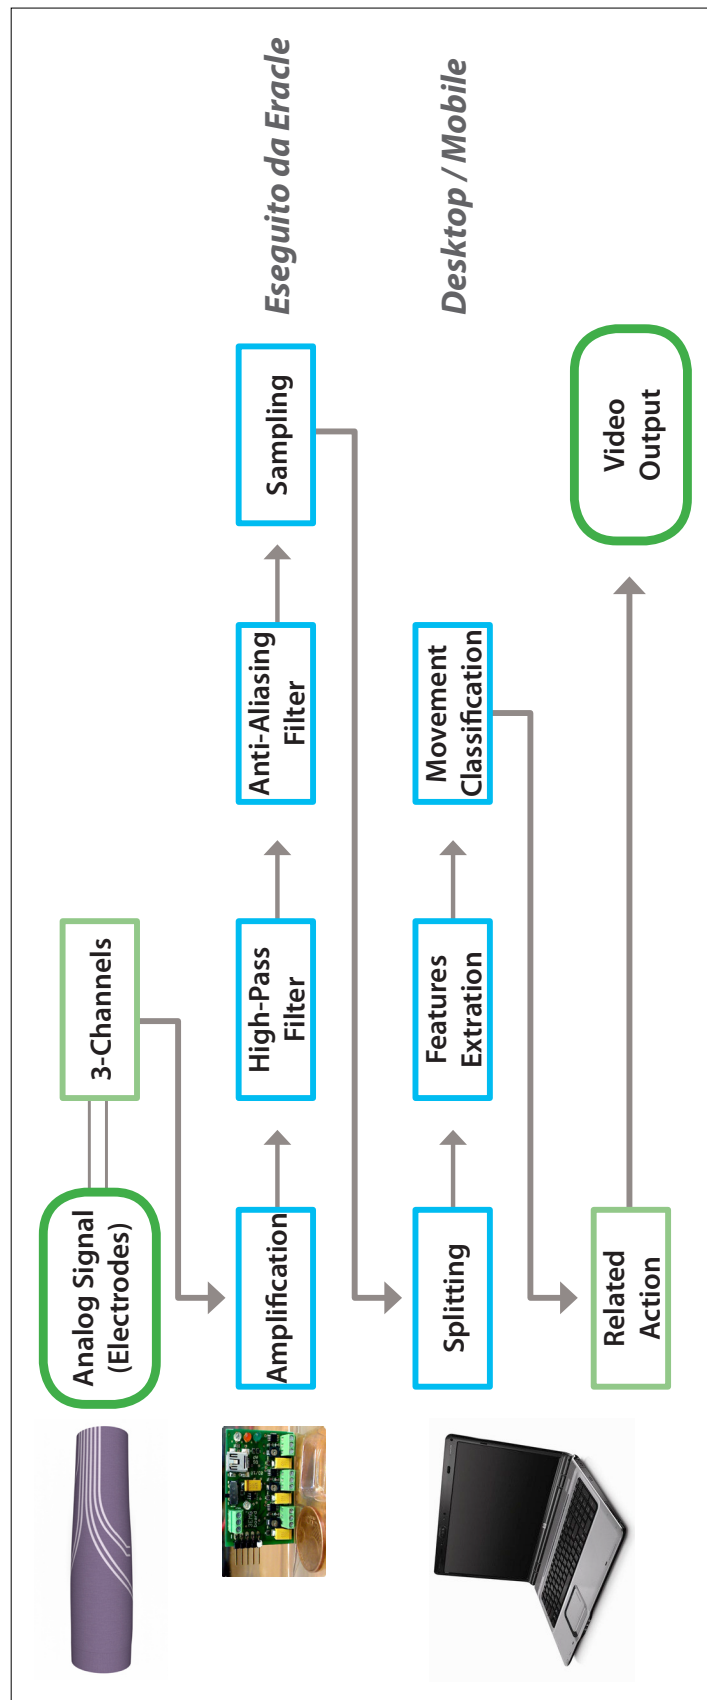 Analog Signal
(Electrodes)
3-Channels
Amplification
High-Pass
Filter
Anti-Aliasing
Filter
Sampling
Eseguito da Eracle
Splitting
Features
Extration
Movement
Classification
Desktop / Mobile
Related
Action
Video
Output